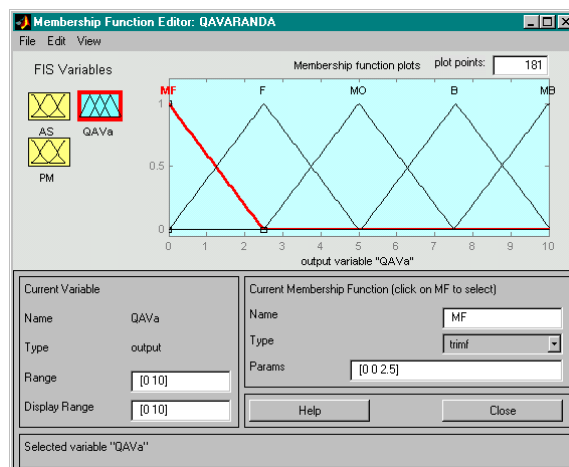 Membership Function Editor: QAVARANDA
File Edit View
FIS Variables
AS
QAVa
PM
Membership function plots
plot points:
181
MF F MO B MB
1
0.5
0
0 1 2 3 4 5 6 7 8 9 10
output variable "QAVa"
Current Variable
Name QAVa
Type output
Range [0 10]
Display Range [0 10]
Current Membership Function (click on MF to select)
Name MF
Type trimf
Params [0 0 2.5]
Help Close
Selected variable "QAVa"